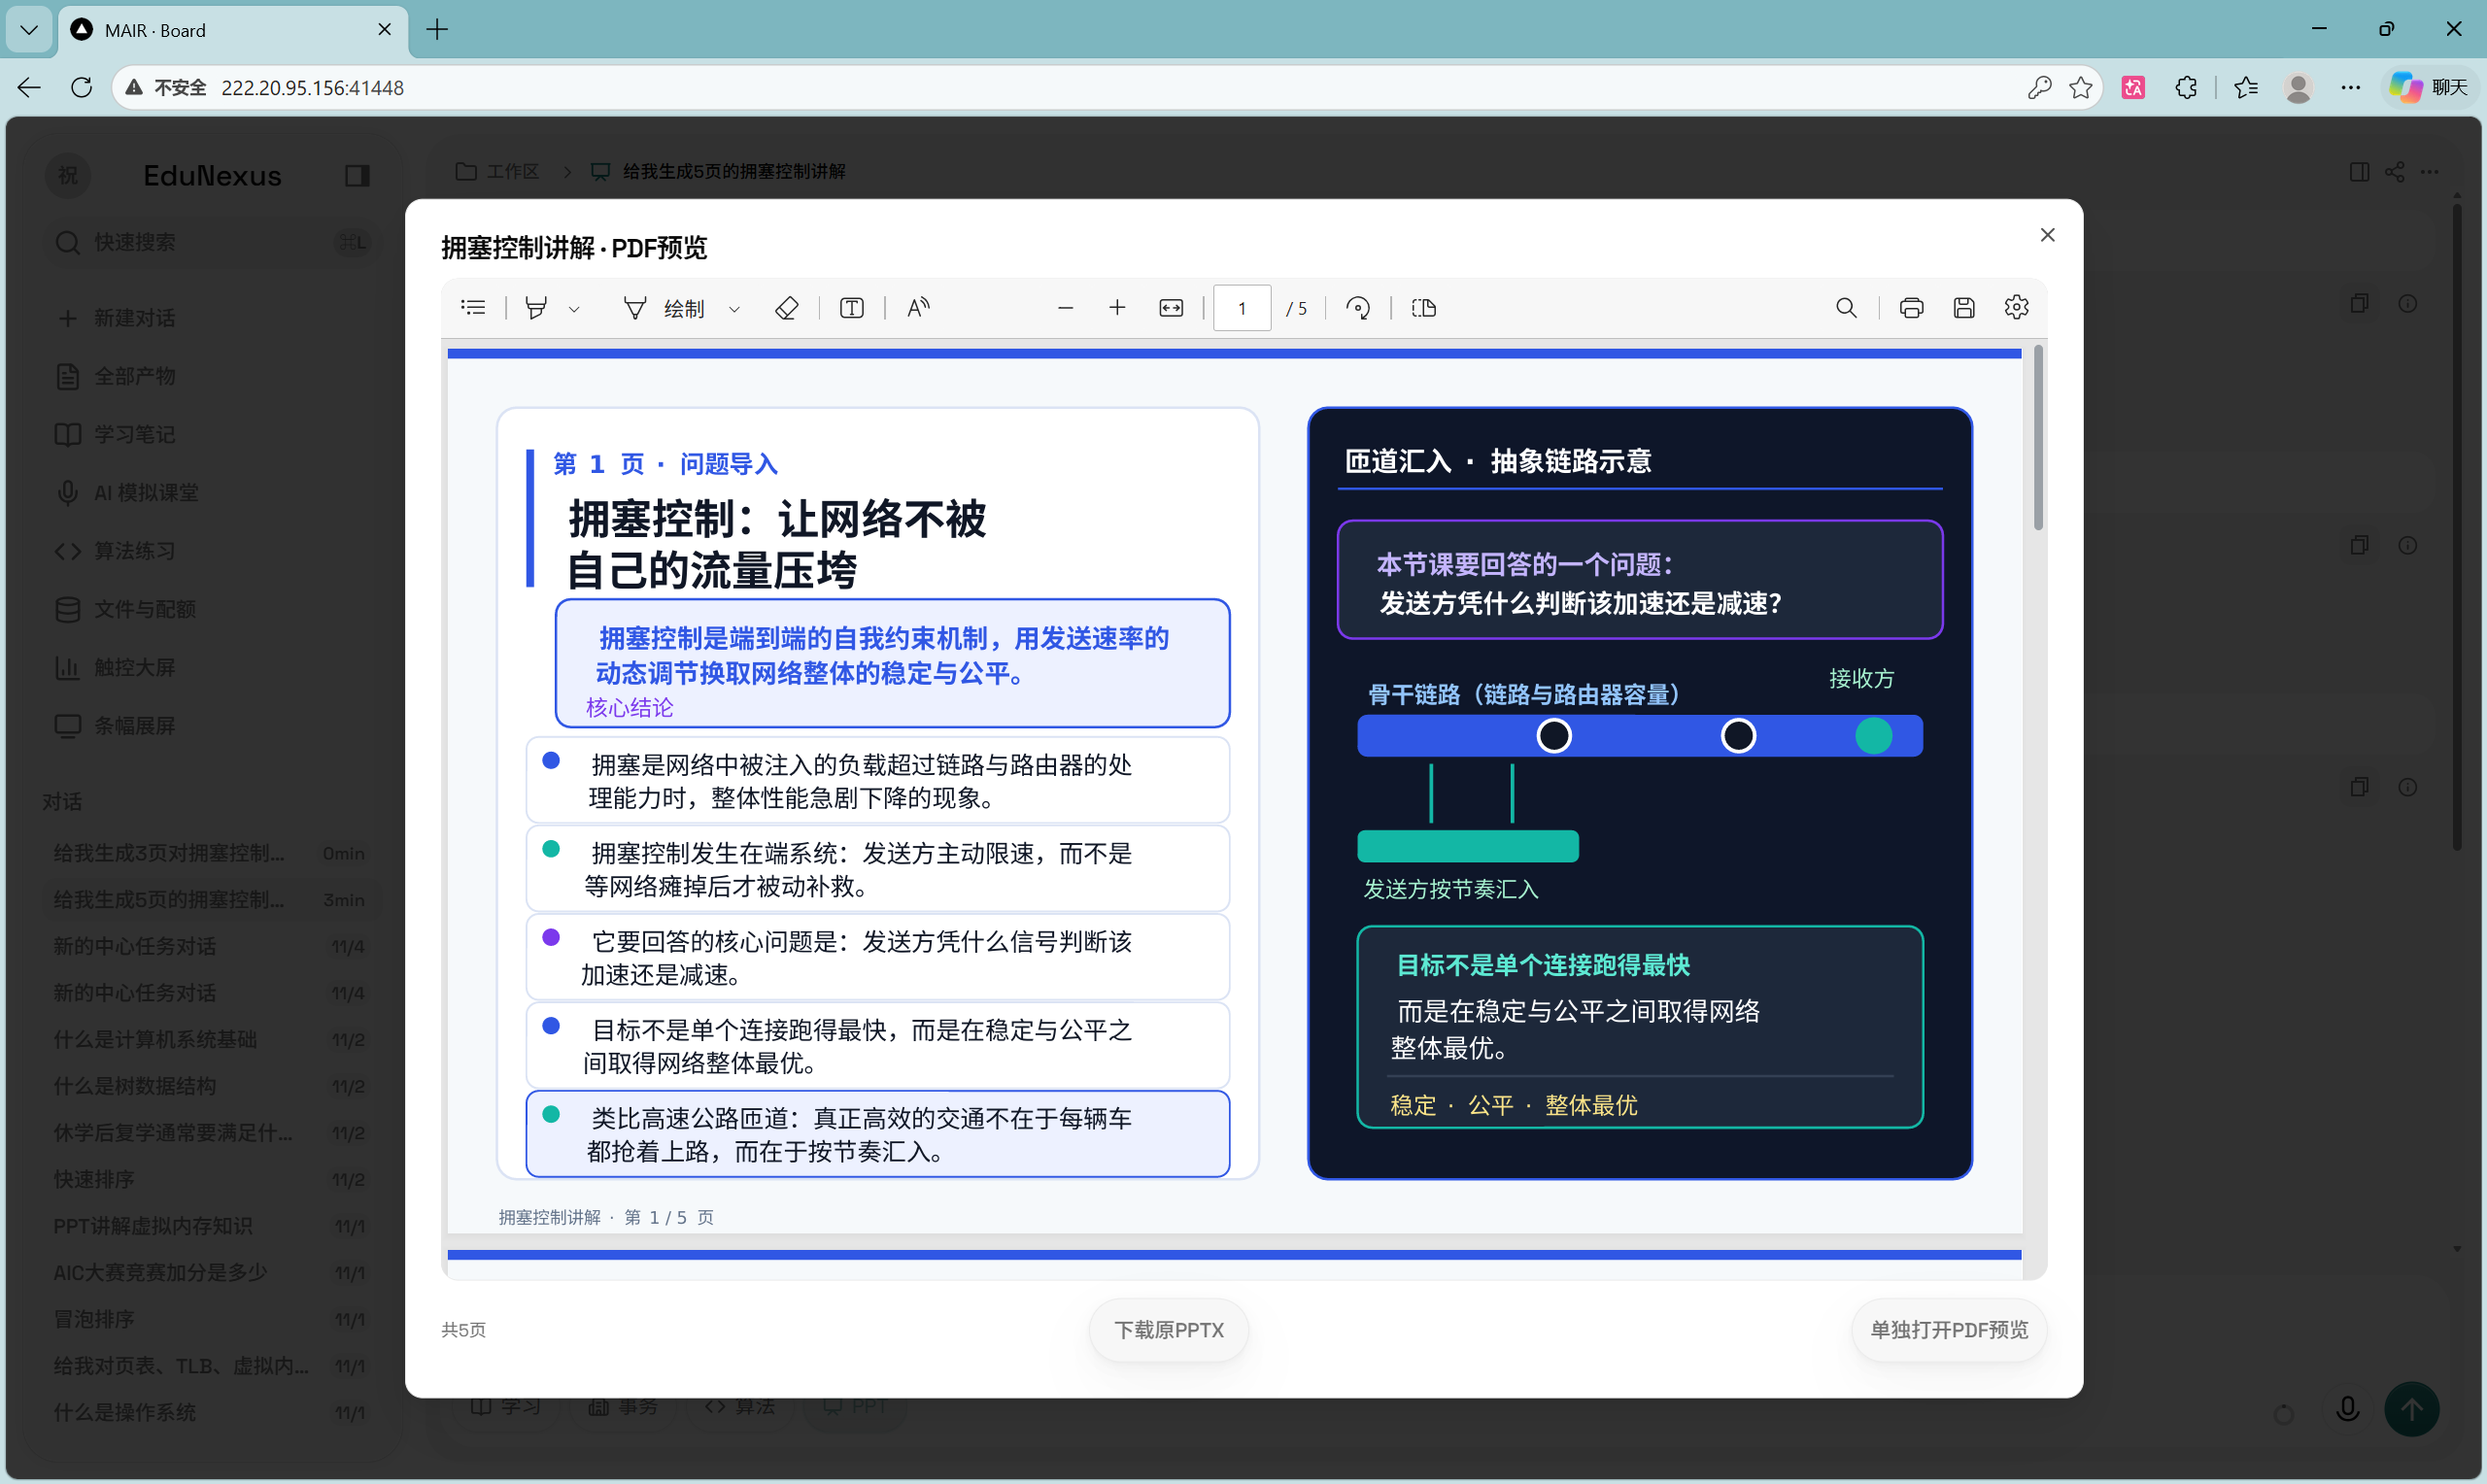 MAIR · Board
不安全 222.20.95.156:41448
聊天
祝 EduNexus
快速搜索 ⌘L
新建对话
全部产物
学习笔记
AI 模拟课堂
算法练习
文件与配额
触控大屏
条幅展屏
对话
给我生成3页对拥塞控制... 0min
给我生成5页的拥塞控制... 3min
新的中心任务对话 11/4
新的中心任务对话 11/4
什么是计算机系统基础 11/2
什么是树数据结构 11/2
休学后复学通常要满足什... 11/2
快速排序 11/2
PPT讲解虚拟内存知识 11/1
AIC大赛竞赛加分是多少 11/1
冒泡排序 11/1
给我对页表、TLB、虚拟内... 11/1
什么是操作系统 11/1
工作区 > 给我生成5页的拥塞控制讲解
拥塞控制讲解 · PDF预览
绘制
1 / 5
第 1 页 · 问题导入
拥塞控制：让网络不被
自己的流量压垮
拥塞控制是端到端的自我约束机制，用发送速率的
动态调节换取网络整体的稳定与公平。
核心结论
拥塞是网络中被注入的负载超过链路与路由器的处
理能力时，整体性能急剧下降的现象。
拥塞控制发生在端系统：发送方主动限速，而不是
等网络瘫掉后才被动补救。
它要回答的核心问题是：发送方凭什么信号判断该
加速还是减速。
目标不是单个连接跑得最快，而是在稳定与公平之
间取得网络整体最优。
类比高速公路匝道：真正高效的交通不在于每辆车
都抢着上路，而在于按节奏汇入。
拥塞控制讲解 · 第 1 / 5 页
匝道汇入 · 抽象链路示意
本节课要回答的一个问题：
发送方凭什么判断该加速还是减速？
接收方
骨干链路（链路与路由器容量）
发送方按节奏汇入
目标不是单个连接跑得最快
而是在稳定与公平之间取得网络
整体最优。
稳定 · 公平 · 整体最优
共5页
下载原PPTX
单独打开PDF预览
学习 事务 算法 PPT